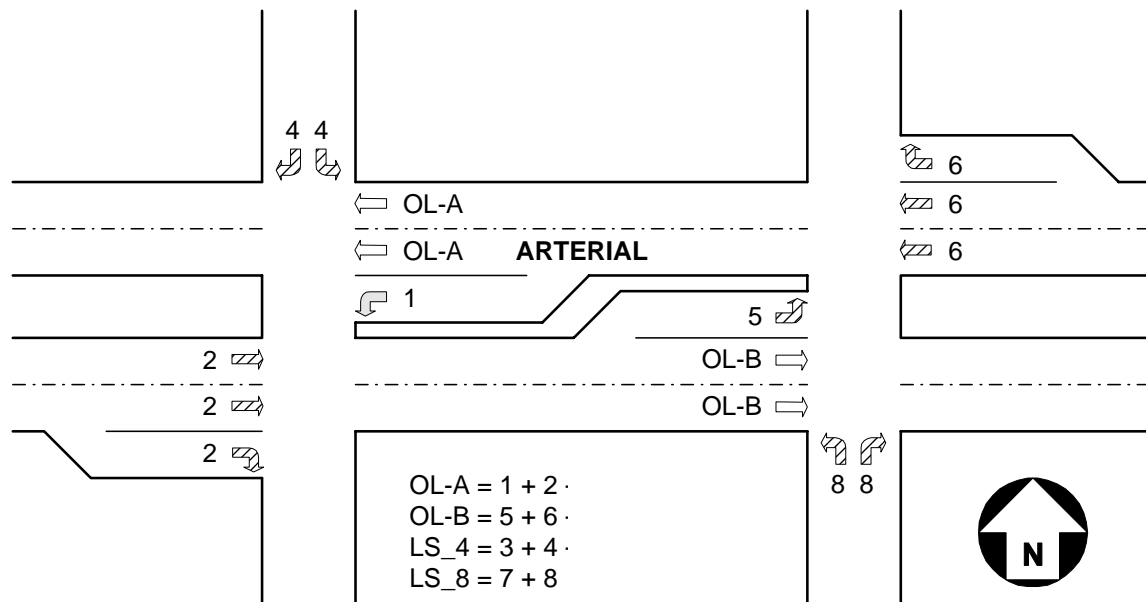 4 4
6
OL-A
6
OL-A ARTERIAL
6
1
5
2
OL-B
2
OL-B
2
8 8
OL-A = 1 + 2 ·
OL-B = 5 + 6 ·
LS_4 = 3 + 4 ·
LS_8 = 7 + 8
N